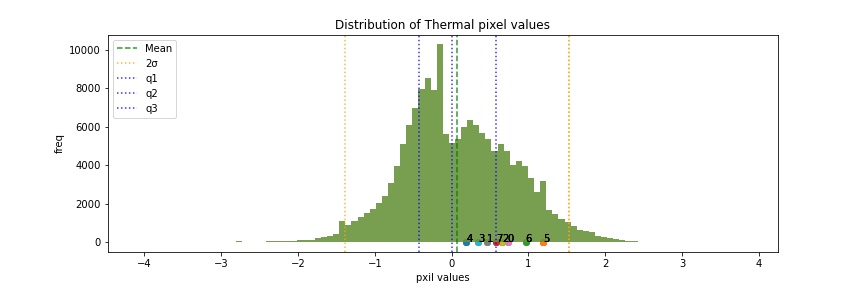 Distribution of Thermal pixel values
Mean
2σ
q1
q2
q3
10000
8000
6000
4000
2000
0
freq
4 3 1 7 2 0 6 5
−4 −3 −2 −1 0 1 2 3 4
pxil values